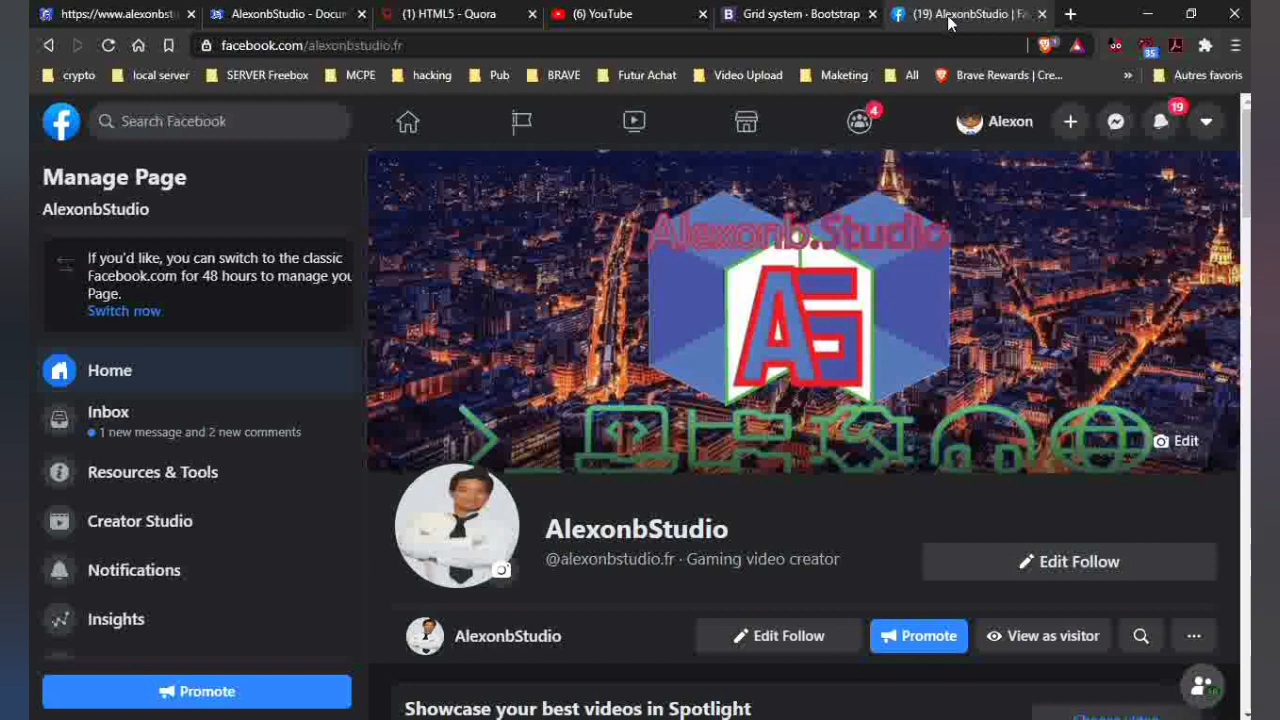 https://www.alexonbst
AlexonbStudio - Docun
(1) HTML5 - Quora
(6) YouTube
Grid system · Bootstrap
(19) AlexonbStudio | Fa
facebook.com/alexonbstudio.fr
1
35
crypto
local server
SERVER Freebox
MCPE
hacking
Pub
BRAVE
Futur Achat
Video Upload
Maketing
All
Brave Rewards | Cre...
»
Autres favoris
Search Facebook
4
Alexon
19
Manage Page
AlexonbStudio
If you'd like, you can switch to the classic
Facebook.com for 48 hours to manage you
Page.
Switch now
Home
Inbox
1 new message and 2 new comments
Resources & Tools
Creator Studio
Notifications
Insights
Promote
Alexonb.Studio
AS
Edit
AlexonbStudio
@alexonbstudio.fr · Gaming video creator
Edit Follow
AlexonbStudio
Edit Follow
Promote
View as visitor
Showcase your best videos in Spotlight